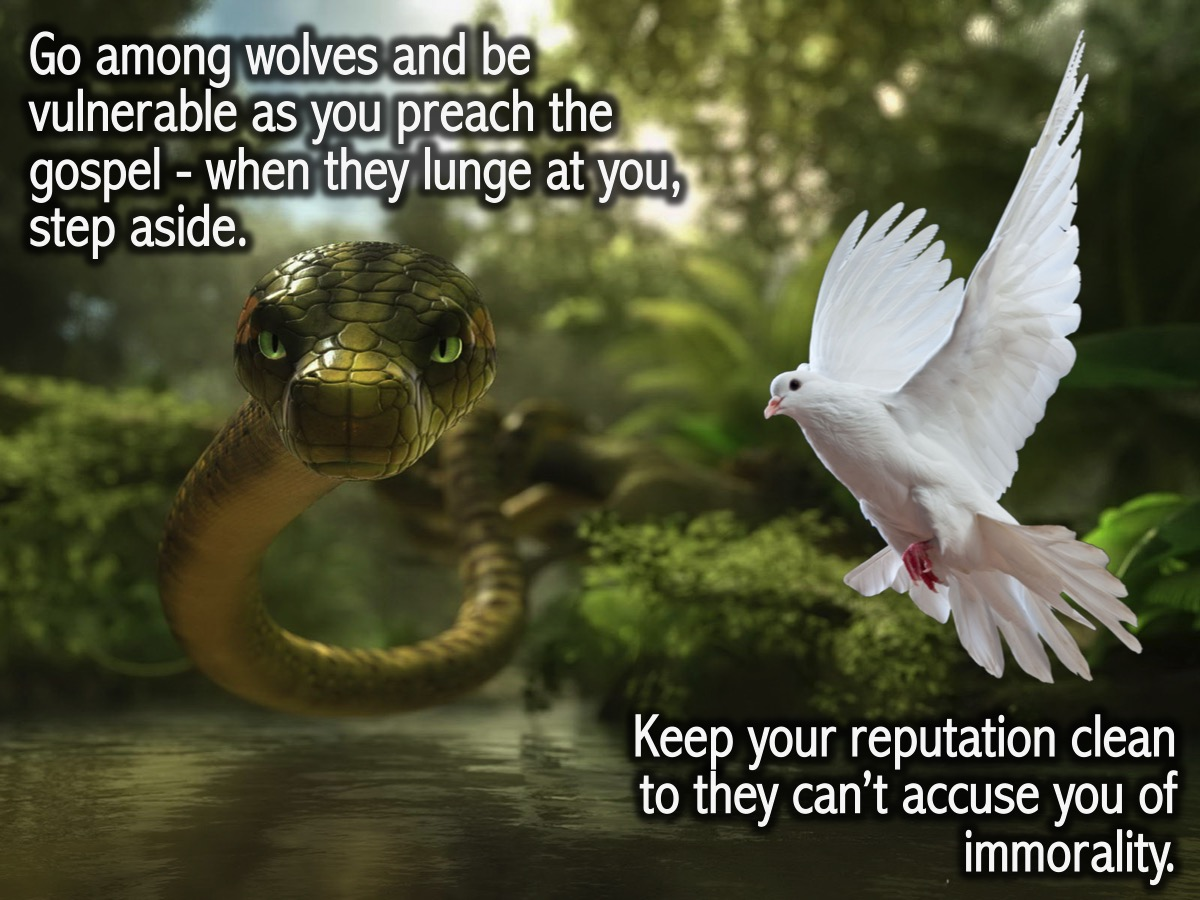 Go among wolves and be
vulnerable as you preach the
gospel - when they lunge at you,
step aside.
Keep your reputation clean
to they can't accuse you of
immorality.